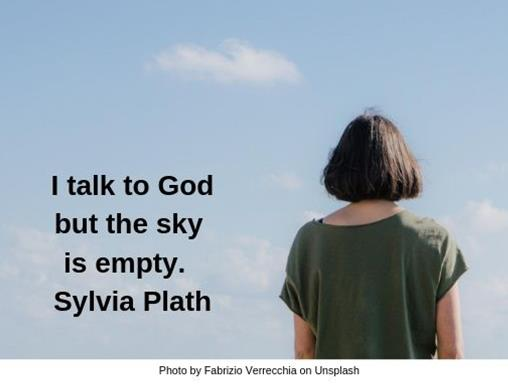 I talk to God
but the sky
is empty.
Sylvia Plath
Photo by Fabrizio Verrecchia on Unsplash